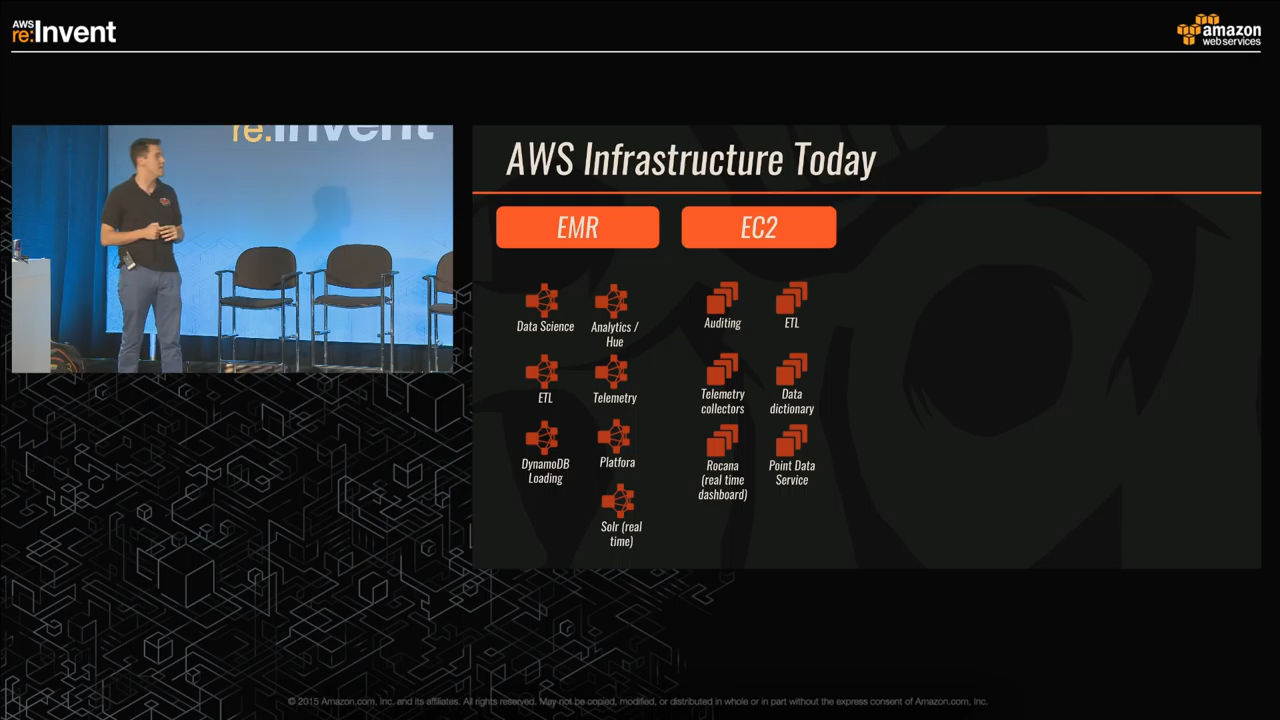 AWS
re:Invent
amazon
web services
re:Invent
AWS Infrastructure Today
EMR
EC2
Data Science
Analytics /
Hue
ETL
Telemetry
DynamoDB
Loading
Platfora
Solr (real
time)
Auditing
ETL
Telemetry
collectors
Data
dictionary
Rocana
(real time
dashboard)
Point Data
Service
© 2015 Amazon.com, Inc. and its affiliates. All rights reserved. May not be copied, modified, or distributed in whole or in part without the express consent of Amazon.com, Inc.